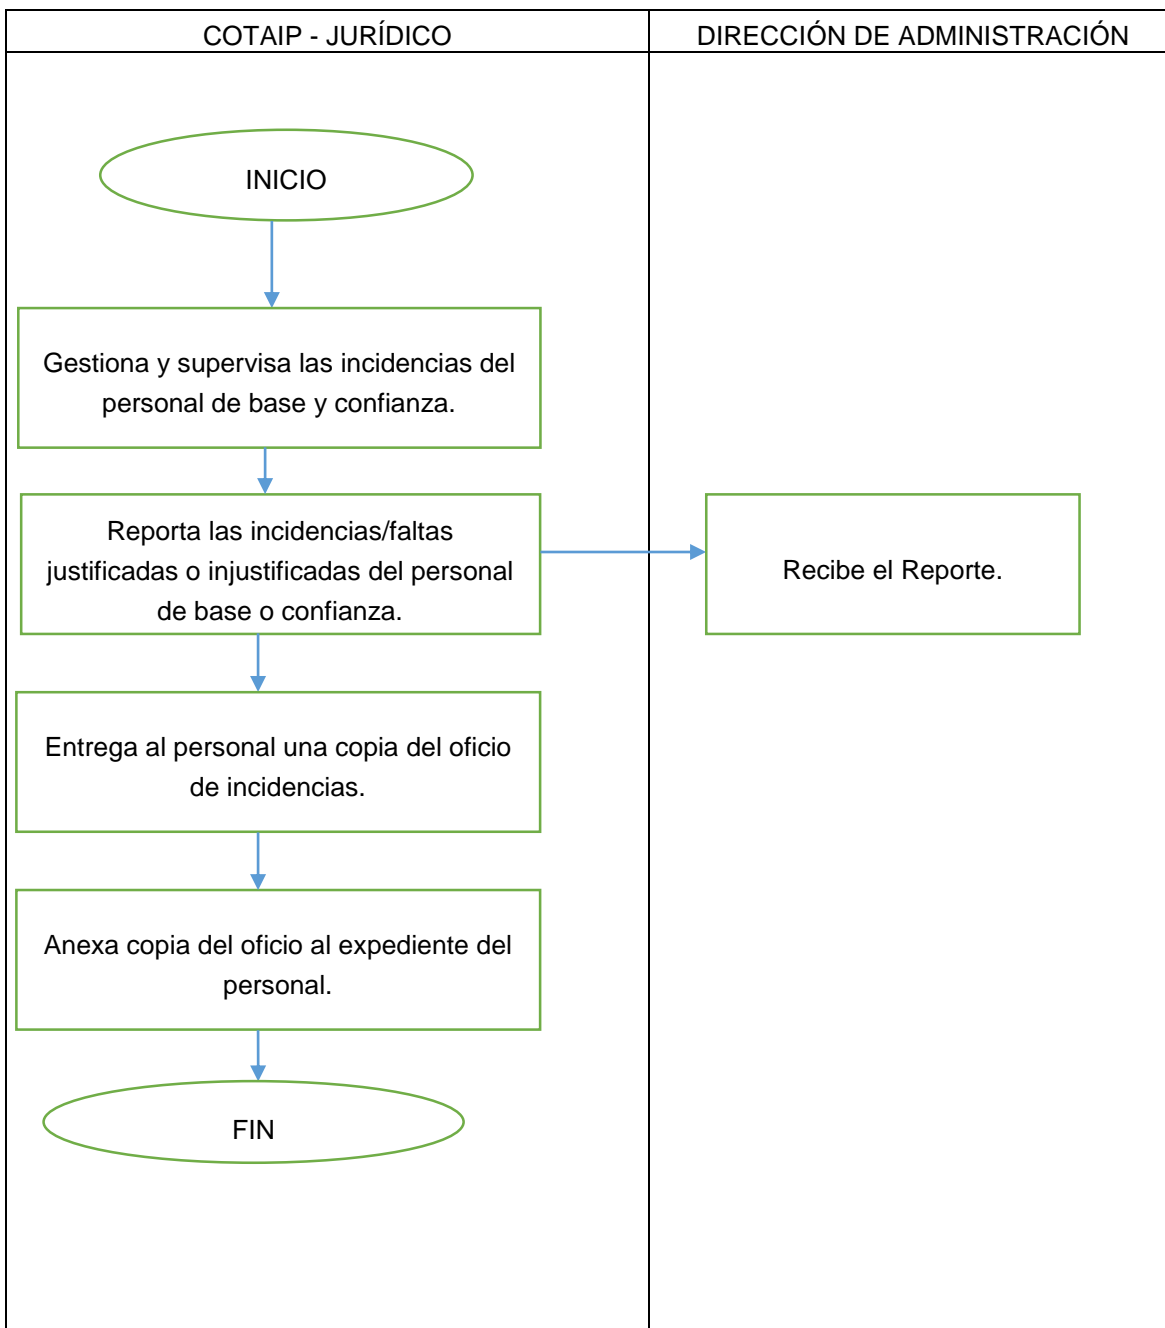 COTAIP - JURÍDICO
DIRECCIÓN DE ADMINISTRACIÓN
INICIO
Gestiona y supervisa las incidencias del
personal de base y confianza.
Reporta las incidencias/faltas
justificadas o injustificadas del personal
de base o confianza.
Recibe el Reporte.
Entrega al personal una copia del oficio
de incidencias.
Anexa copia del oficio al expediente del
personal.
FIN